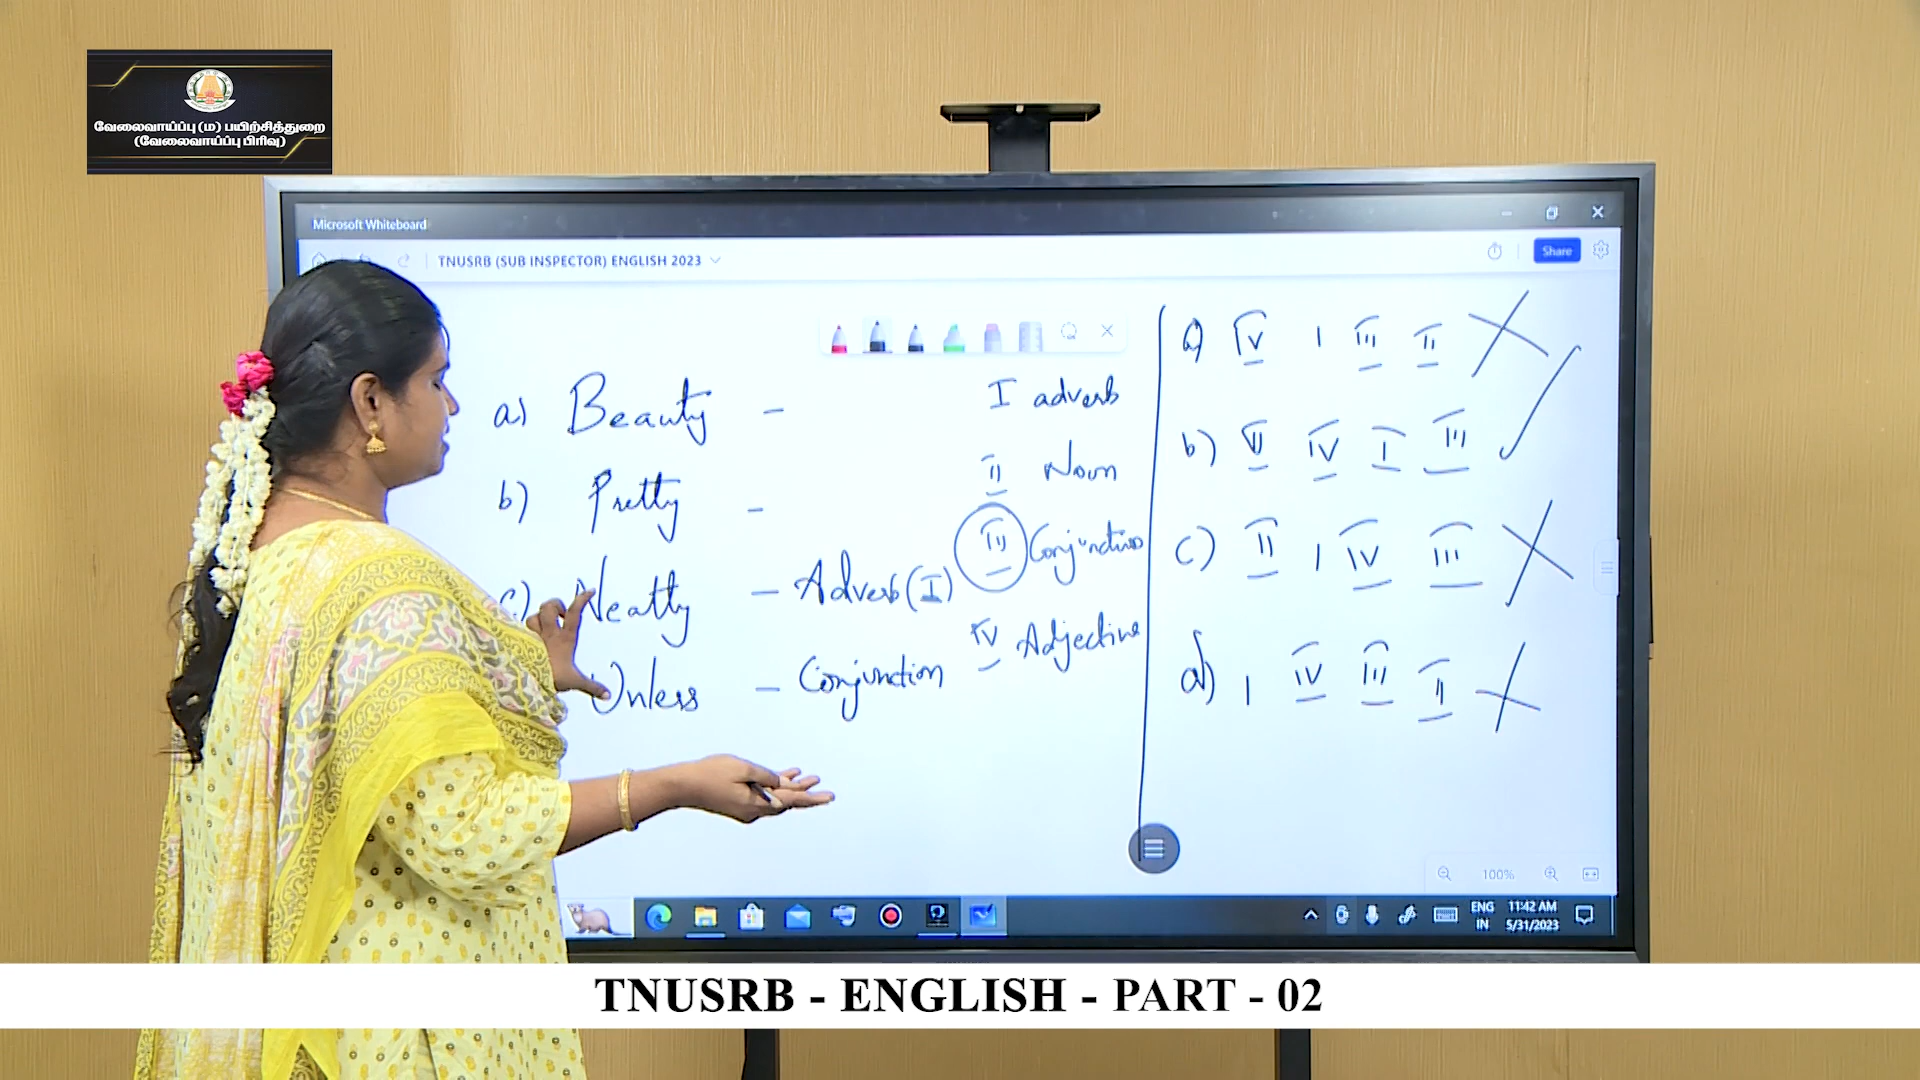 வேலைவாய்ப்பு (ம) பயிற்சித்துறை
(வேலைவாய்ப்பு பிரிவு)
Microsoft Whiteboard
TNUSRB (SUB INSPECTOR) ENGLISH 2023
Share
a) Beauty -
b) Pretty -
c) Neatly - Adverb (I)
Unless - Conjunction
I adverb
II Noun
III Conjunction
IV Adjective
a) IV I III II
b) II IV I III
c) II I IV III
d) I IV III II
100%
ENG
IN
11:42 AM
5/31/2023
TNUSRB - ENGLISH - PART - 02